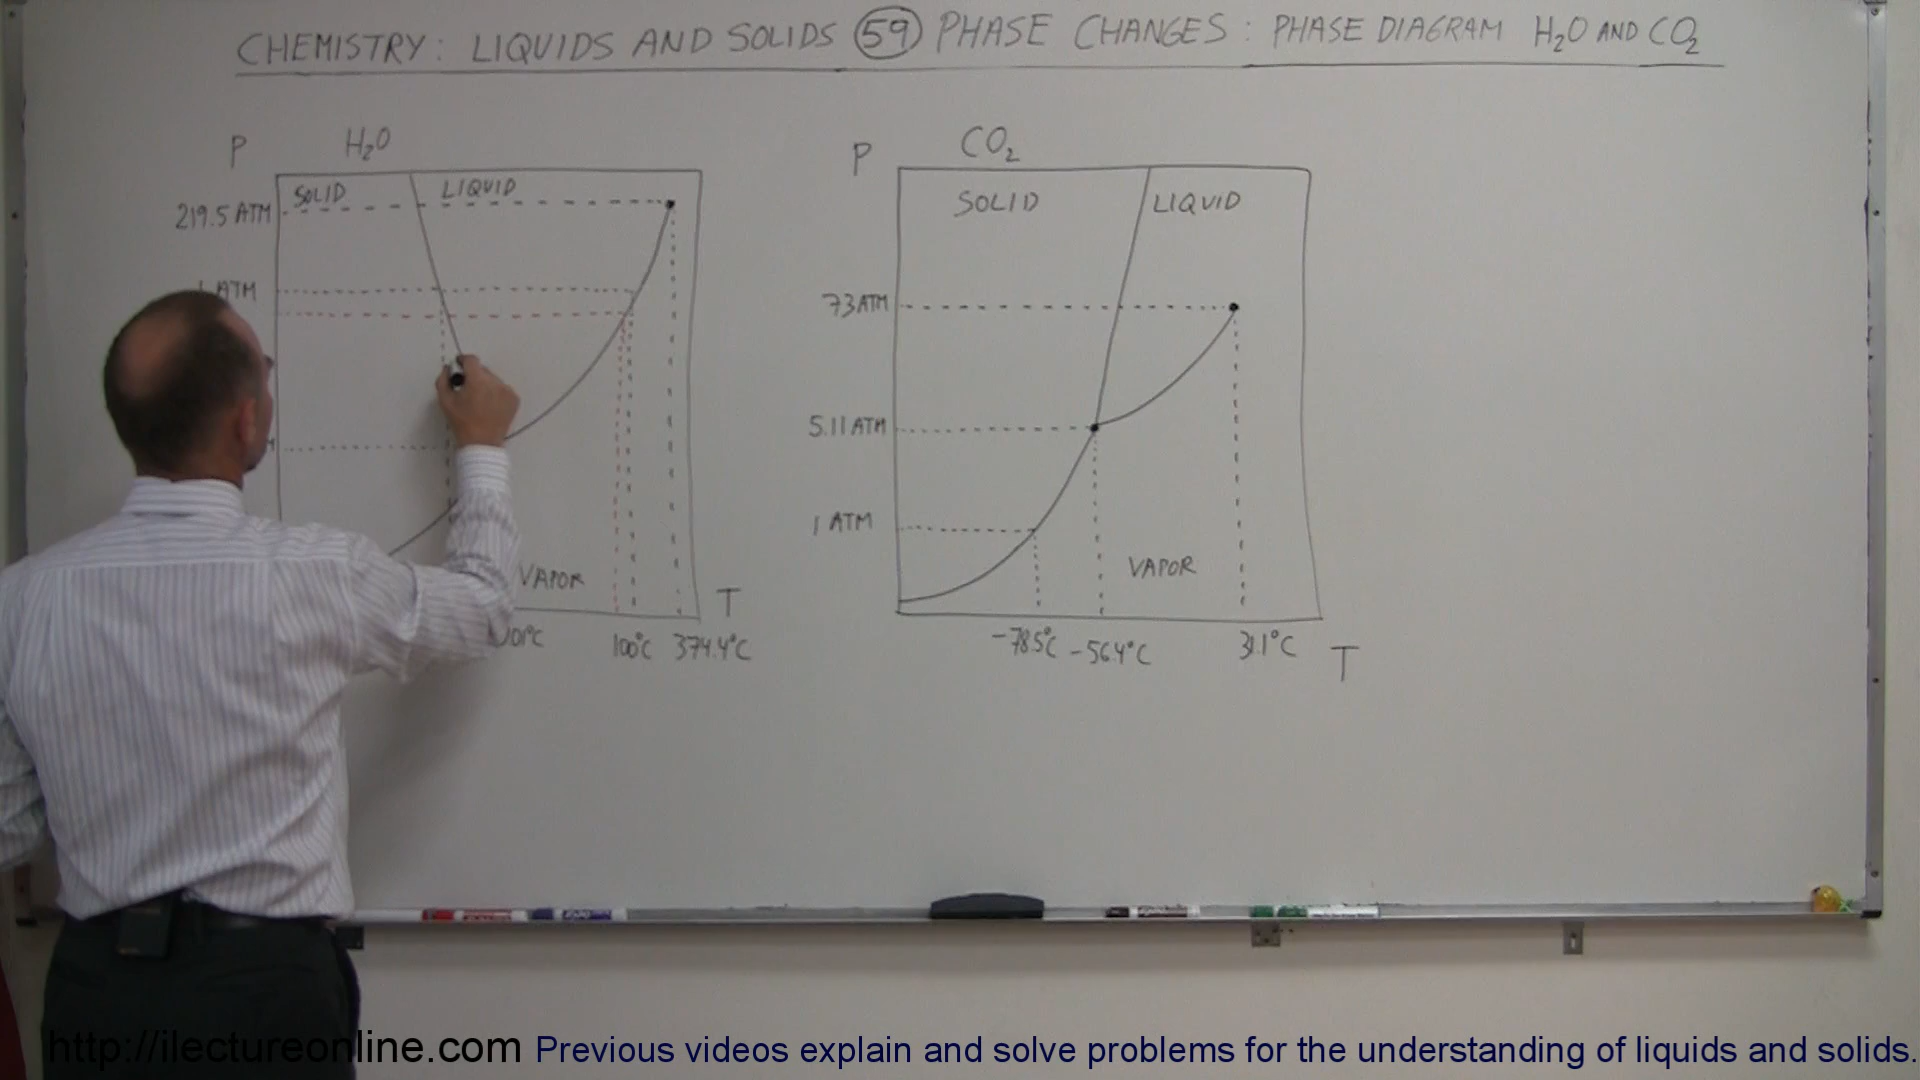 CHEMISTRY: LIQUIDS AND SOLIDS 59 PHASE CHANGES: PHASE DIAGRAM H₂O AND CO₂
P H₂O
SOLID LIQUID
219.5 ATM
ATM
VAPOR
T
100°C 374.4°C
P CO₂
SOLID LIQUID
73 ATM
5.11 ATM
1 ATM
VAPOR
-78.5°C -56.4°C 31.1°C T
http://ilectureonline.com Previous videos explain and solve problems for the understanding of liquids and solids.